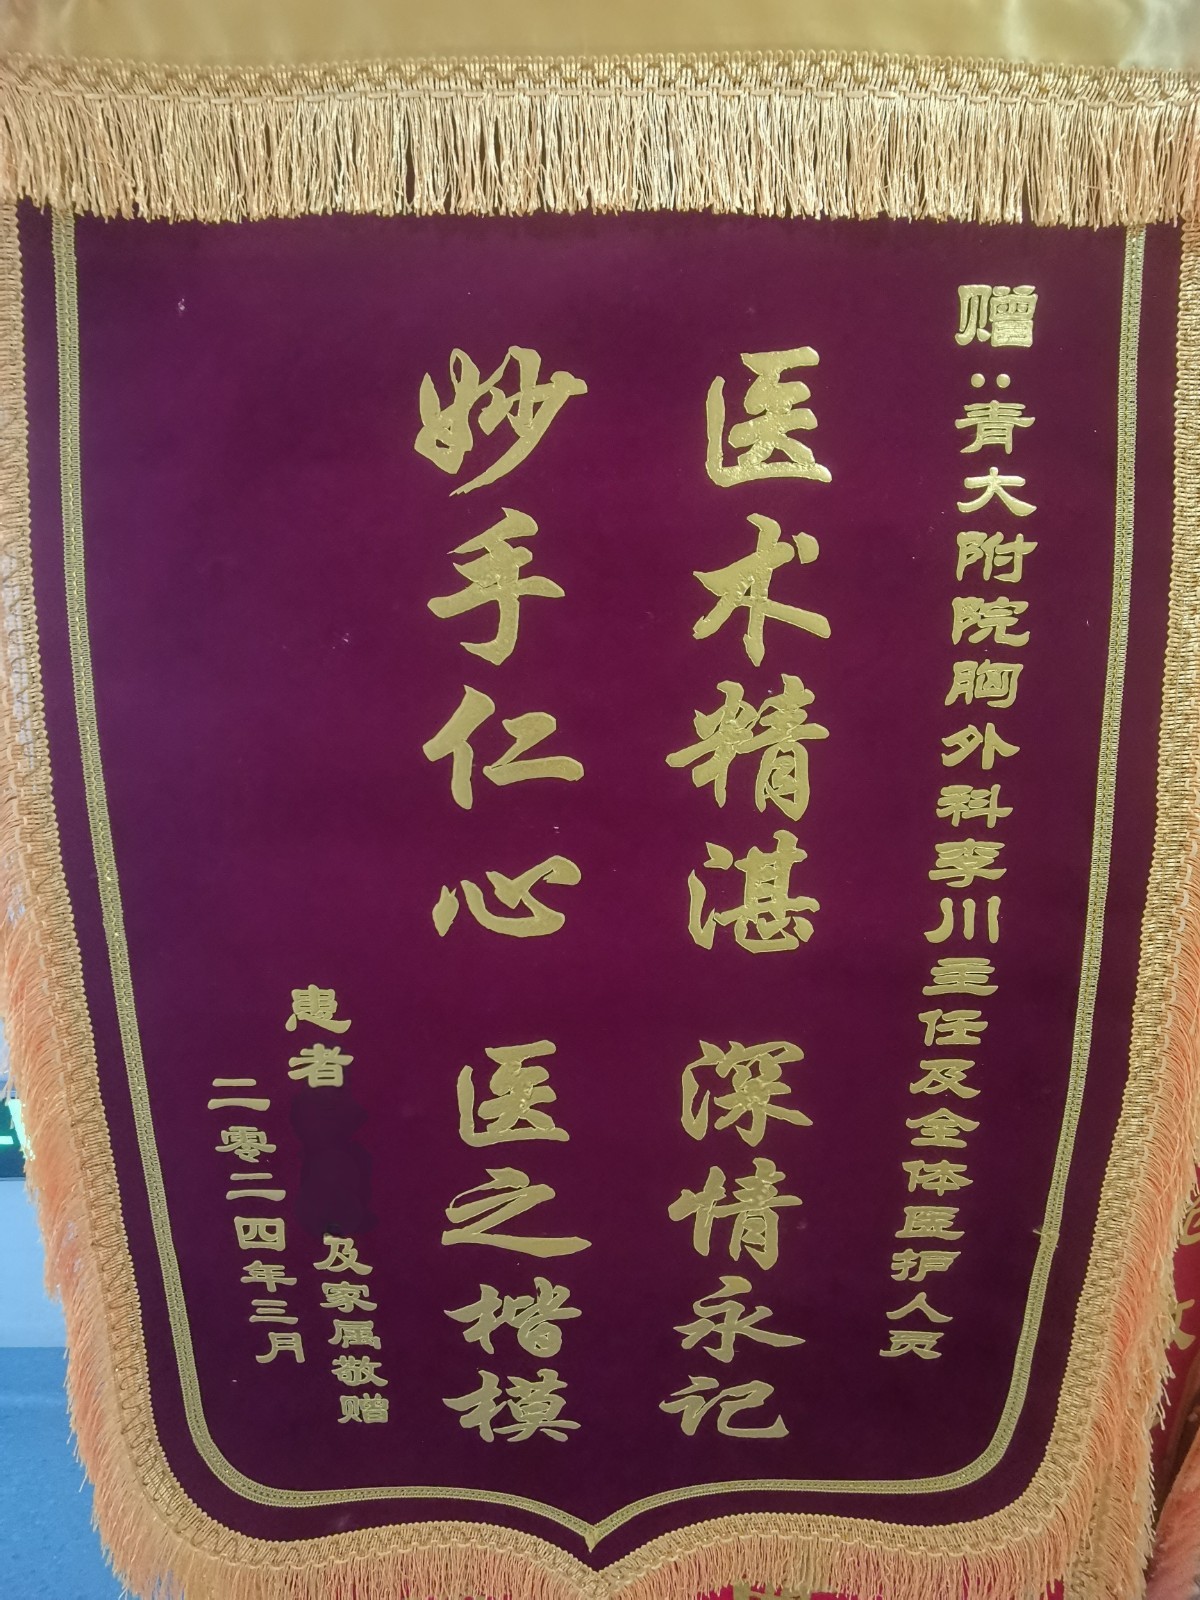 赠:青大附院胸外科李川主任及全体医护人员
医术精湛 深情永记
妙手仁心 医之楷模
患者 及家属敬赠
二零二四年三月